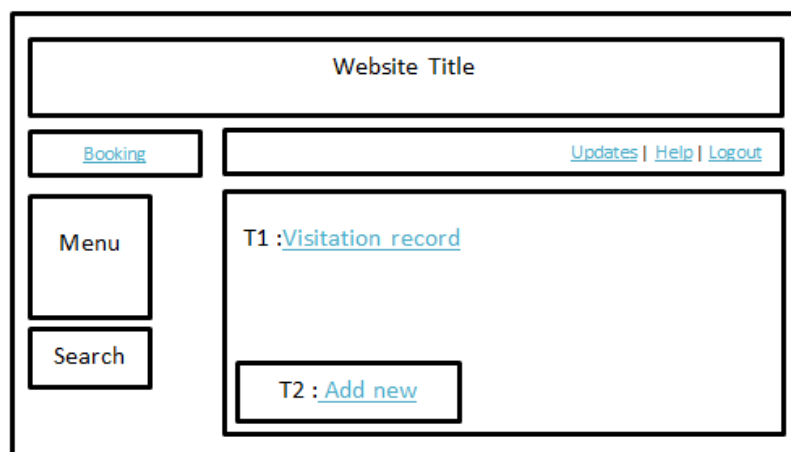 Website Title
Booking
Updates | Help | Logout
Menu
T1 :Visitation record
Search
T2 : Add new